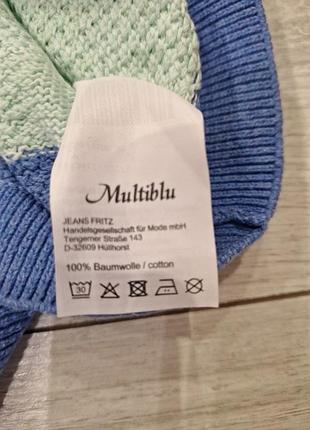 Multiblu
JEANS FRITZ
Handelsgesellschaft für Mode mbH
Tengerner Straße 143
D-32609 Hüllhorst
100% Baumwolle / cotton
30